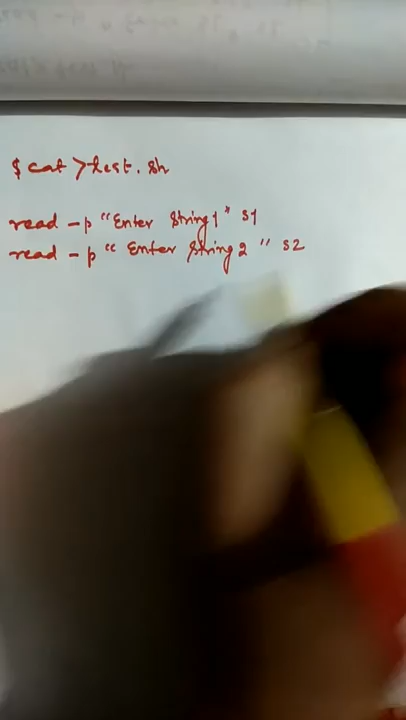 $ cat >test.sh
read -p "Enter String1" S1
read -p "Enter String2 " S2